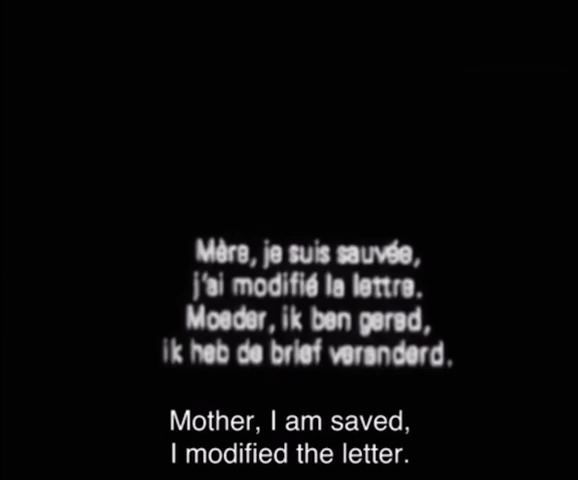 Mère, je suis sauvée,
j'ai modifié la lettre.
Moeder, ik ben gered,
ik heb de brief veranderd.
Mother, I am saved,
I modified the letter.